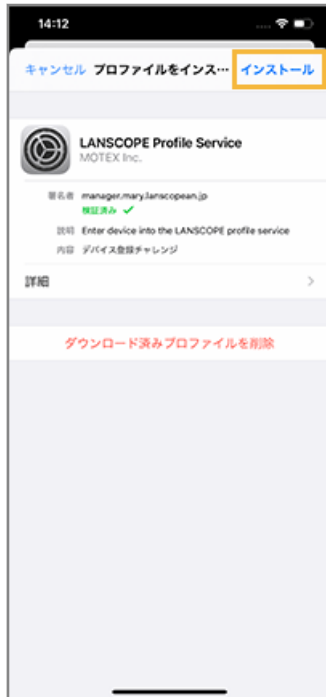 14:12
キャンセル プロファイルをインス… インストール
LANSCOPE Profile Service
MOTEX Inc.
署名者 manager.mary.lanscopean.jp
検証済み ✓
説明 Enter device into the LANSCOPE profile service
内容 デバイス登録チャレンジ
詳細
ダウンロード済みプロファイルを削除